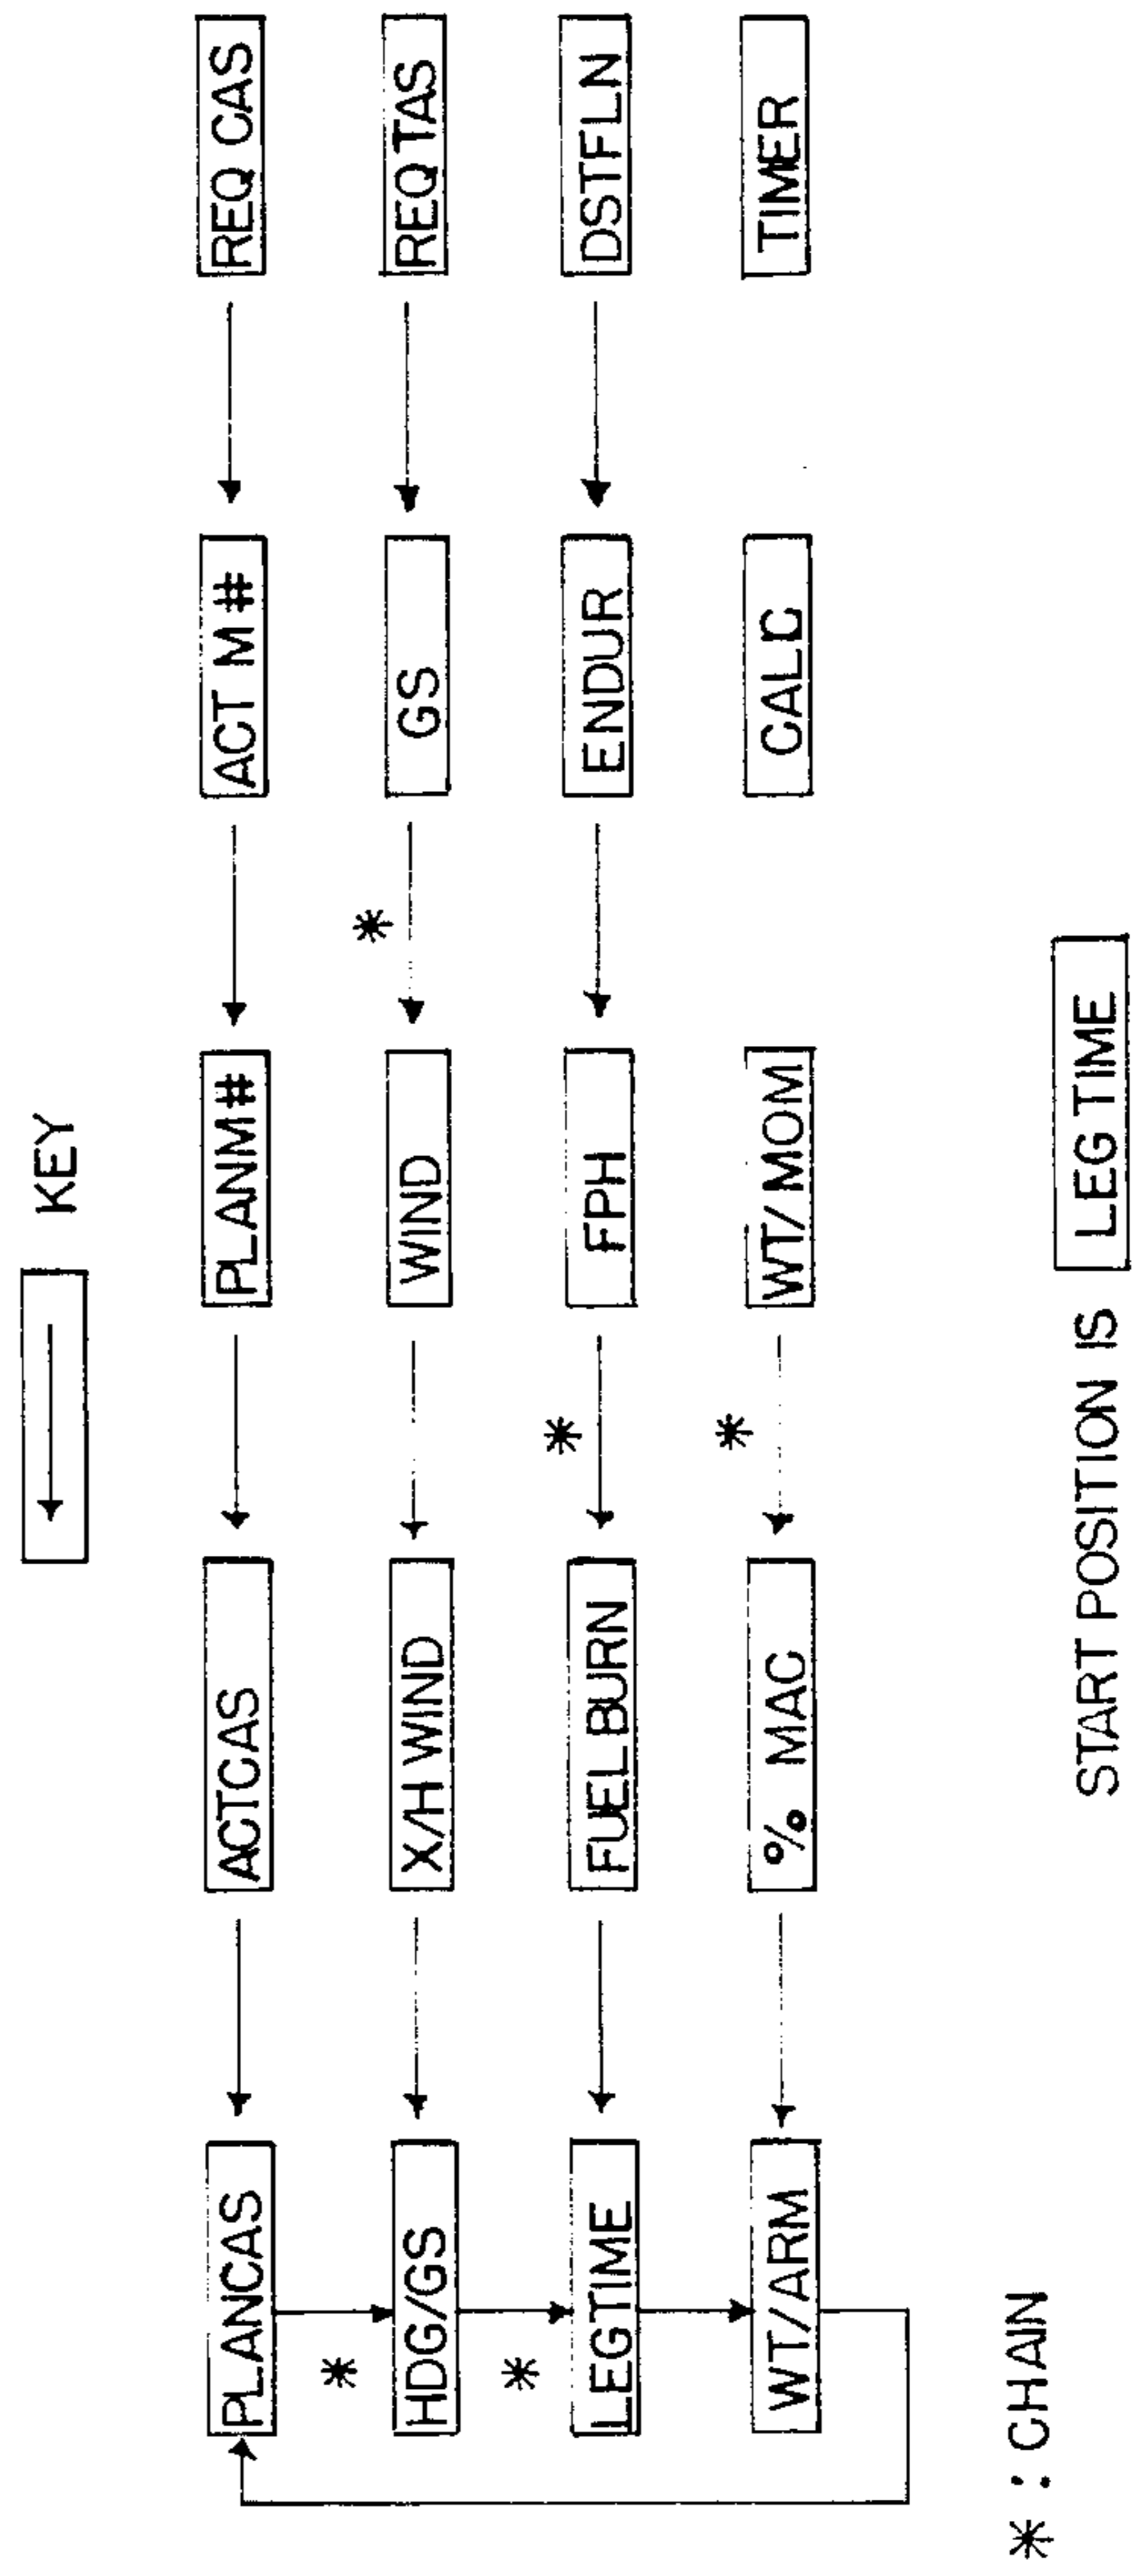 KEY
PLANCAS ACTCAS PLANM# ACT M# REQ CAS
* *
HDG/GS X/H WIND WIND GS REQ TAS
* *
LEGTIME FUELBURN FPH ENDUR DSTFLN
*
WT/ARM % MAC WT/MOM CALC TIMER
* : CHAIN
START POSITION IS LEG TIME